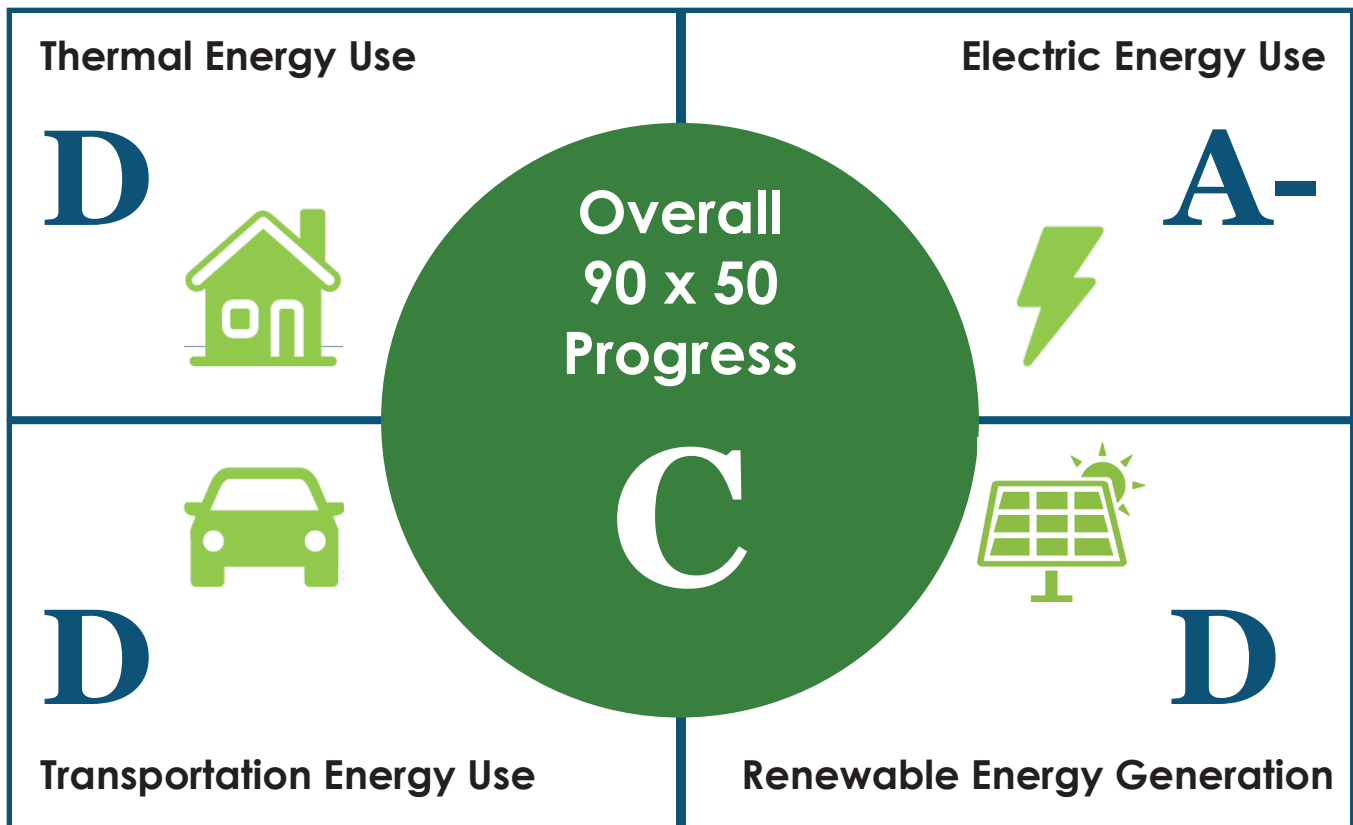 Thermal Energy Use
D
Electric Energy Use
A-
Overall
90 x 50
Progress
C
D
Transportation Energy Use
D
Renewable Energy Generation